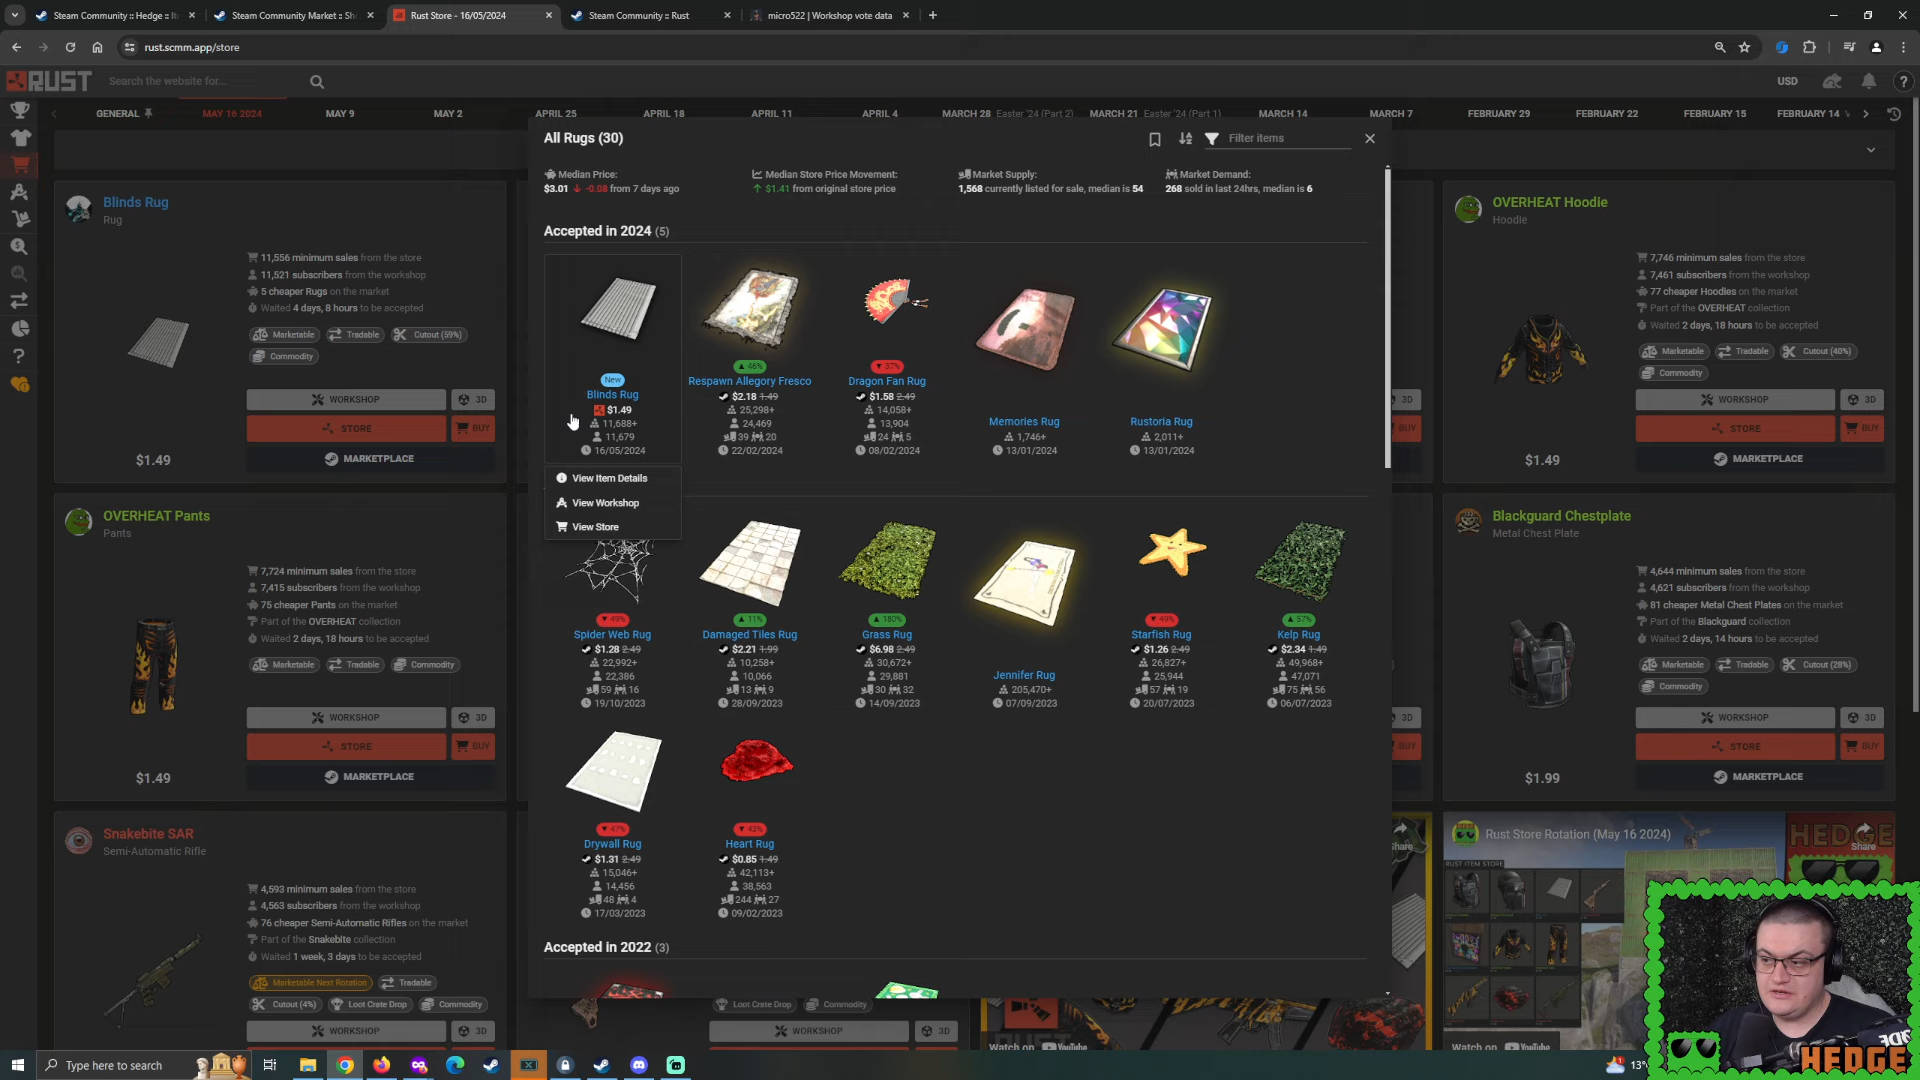 Steam Community :: Hedge :: It
Steam Community Market :: Sh
Rust Store - 16/05/2024
Steam Community :: Rust
micro522 | Workshop vote data
rust.scmm.app/store
RUST
Search the website for...
USD
GENERAL
MAY 16 2024
MAY 9
MAY 2
APRIL 25
APRIL 18
APRIL 11
APRIL 4
MARCH 28 Easter '24 (Part 2)
MARCH 21 Easter '24 (Part 1)
MARCH 14
MARCH 7
FEBRUARY 29
FEBRUARY 22
FEBRUARY 15
FEBRUARY 14
All Rugs (30)
Filter items
Median Price:
$3.01 -0.08 from 7 days ago
Median Store Price Movement:
$1.41 from original store price
Market Supply:
1,568 currently listed for sale, median is 54
Market Demand:
268 sold in last 24hrs, median is 6
Accepted in 2024 (5)
New
Blinds Rug
$1.49
11,688+
11,679
16/05/2024
View Item Details
View Workshop
View Store
▲ 46%
Respawn Allegory Fresco
$2.18 1.49
25,298+
24,469
39 20
22/02/2024
▼ 37%
Dragon Fan Rug
$1.58 2.49
14,058+
13,904
24 5
08/02/2024
Memories Rug
1,746+
13/01/2024
Rustoria Rug
2,011+
13/01/2024
▼ 49%
Spider Web Rug
$1.28 2.49
22,992+
22,386
59 16
19/10/2023
▲ 11%
Damaged Tiles Rug
$2.21 1.99
10,258+
10,066
13 9
28/09/2023
▲ 180%
Grass Rug
$6.98 2.49
30,672+
29,881
30 32
14/09/2023
Jennifer Rug
205,470+
07/09/2023
▼ 49%
Starfish Rug
$1.26 2.49
26,827+
25,944
57 19
20/07/2023
▲ 57%
Kelp Rug
$2.34 1.49
49,968+
47,071
75 56
06/07/2023
▼ 47%
Drywall Rug
$1.31 2.49
15,046+
14,456
48 4
17/03/2023
▼ 43%
Heart Rug
$0.85 1.49
42,113+
38,563
244 27
09/02/2023
Accepted in 2022 (3)
Blinds Rug
Rug
11,556 minimum sales from the store
11,521 subscribers from the workshop
5 cheaper Rugs on the market
Waited 4 days, 8 hours to be accepted
Marketable Tradable Cutout (59%)
Commodity
WORKSHOP 3D
STORE BUY
$1.49 MARKETPLACE
OVERHEAT Pants
Pants
7,724 minimum sales from the store
7,415 subscribers from the workshop
75 cheaper Pants on the market
Part of the OVERHEAT collection
Waited 2 days, 18 hours to be accepted
Marketable Tradable Commodity
WORKSHOP 3D
STORE BUY
$1.49 MARKETPLACE
Snakebite SAR
Semi-Automatic Rifle
4,593 minimum sales from the store
4,563 subscribers from the workshop
76 cheaper Semi-Automatic Rifles on the market
Part of the Snakebite collection
Waited 1 week, 3 days to be accepted
Marketable Next Rotation Tradable
Cutout (4%) Loot Crate Drop Commodity
WORKSHOP 3D
Loot Crate Drop Commodity
WORKSHOP 3D
OVERHEAT Hoodie
Hoodie
7,746 minimum sales from the store
7,461 subscribers from the workshop
77 cheaper Hoodies on the market
Part of the OVERHEAT collection
Waited 2 days, 18 hours to be accepted
Marketable Tradable Cutout (40%)
Commodity
3D WORKSHOP 3D
BUY STORE BUY
$1.49 MARKETPLACE
Blackguard Chestplate
Metal Chest Plate
4,644 minimum sales from the store
4,621 subscribers from the workshop
81 cheaper Metal Chest Plates on the market
Part of the Blackguard collection
Waited 2 days, 14 hours to be accepted
Marketable Tradable Cutout (28%)
Commodity
3D WORKSHOP 3D
BUY STORE BUY
$1.99 MARKETPLACE
Share
Rust Store Rotation (May 16 2024)
HEDGE
Share
RUST ITEM STORE
Watch on YouTube
Watch on YouTube
HEDGE
Type here to search
13°